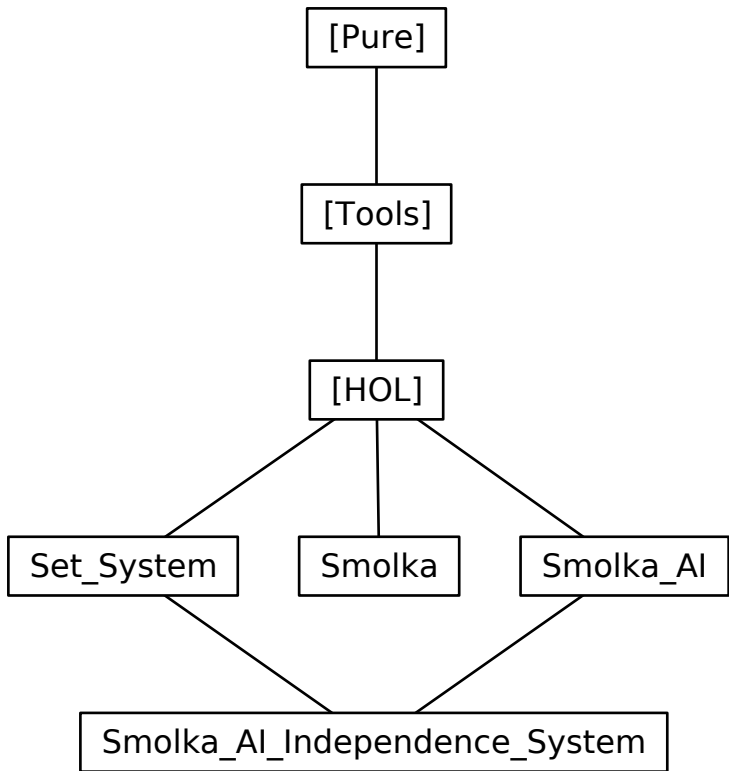 [Pure]
[Tools]
[HOL]
Set_System
Smolka
Smolka_AI
Smolka_AI_Independence_System